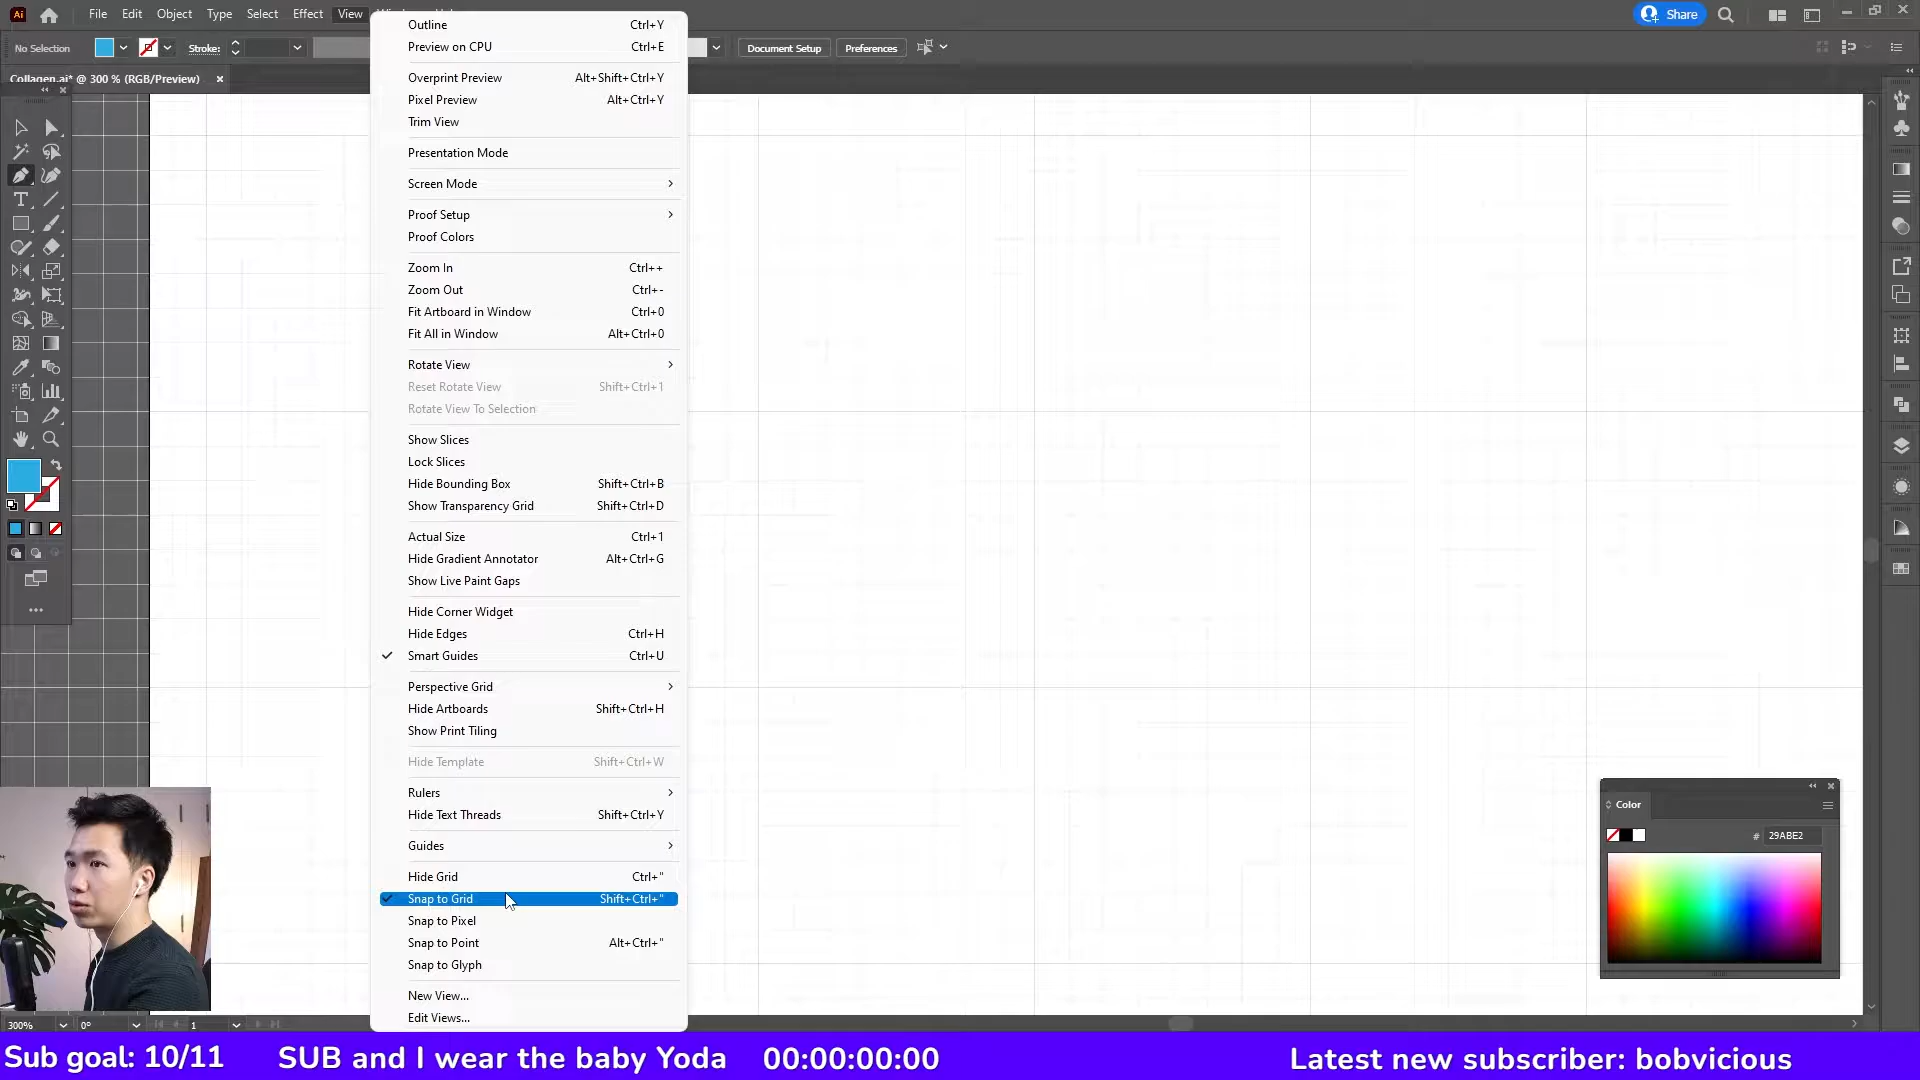 Ai
File Edit Object Type Select Effect View
Share
No Selection
Stroke:
Document Setup
Preferences
Collagen.ai* @ 300 % (RGB/Preview)
Outline Ctrl+Y
Preview on CPU Ctrl+E
Overprint Preview Alt+Shift+Ctrl+Y
Pixel Preview Alt+Ctrl+Y
Trim View
Presentation Mode
Screen Mode
Proof Setup
Proof Colors
Zoom In Ctrl++
Zoom Out Ctrl+-
Fit Artboard in Window Ctrl+0
Fit All in Window Alt+Ctrl+0
Rotate View
Reset Rotate View Shift+Ctrl+1
Rotate View To Selection
Show Slices
Lock Slices
Hide Bounding Box Shift+Ctrl+B
Show Transparency Grid Shift+Ctrl+D
Actual Size Ctrl+1
Hide Gradient Annotator Alt+Ctrl+G
Show Live Paint Gaps
Hide Corner Widget
Hide Edges Ctrl+H
Smart Guides Ctrl+U
Perspective Grid
Hide Artboards Shift+Ctrl+H
Show Print Tiling
Hide Template Shift+Ctrl+W
Rulers
Hide Text Threads Shift+Ctrl+Y
Guides
Hide Grid Ctrl+"
Snap to Grid Shift+Ctrl+"
Snap to Pixel
Snap to Point Alt+Ctrl+"
Snap to Glyph
New View...
Edit Views...
Color
# 29ABE2
300% 0° 1
Sub goal: 10/11 SUB and I wear the baby Yoda 00:00:00:00 Latest new subscriber: bobvicious